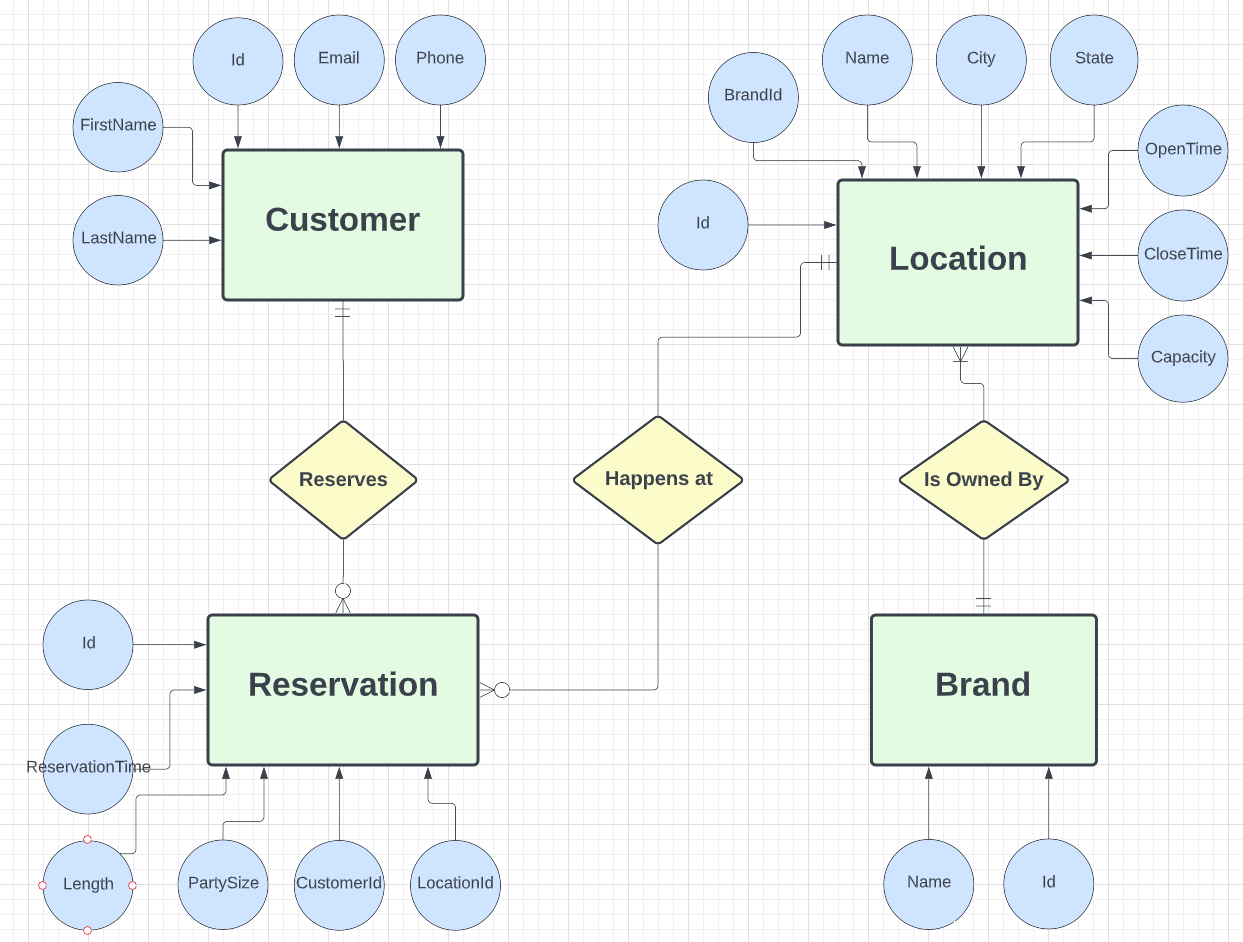 Id
Email
Phone
FirstName
LastName
Customer
Name
City
State
BrandId
OpenTime
Id
CloseTime
Location
Capacity
Reserves
Happens at
Is Owned By
Id
Reservation
Brand
ReservationTime
Length
PartySize
CustomerId
LocationId
Name
Id